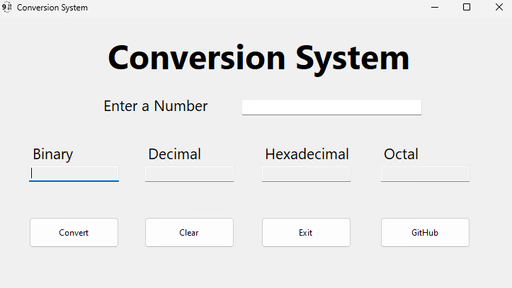 Conversion System
Conversion System
Enter a Number
Binary Decimal Hexadecimal Octal
Convert Clear Exit GitHub